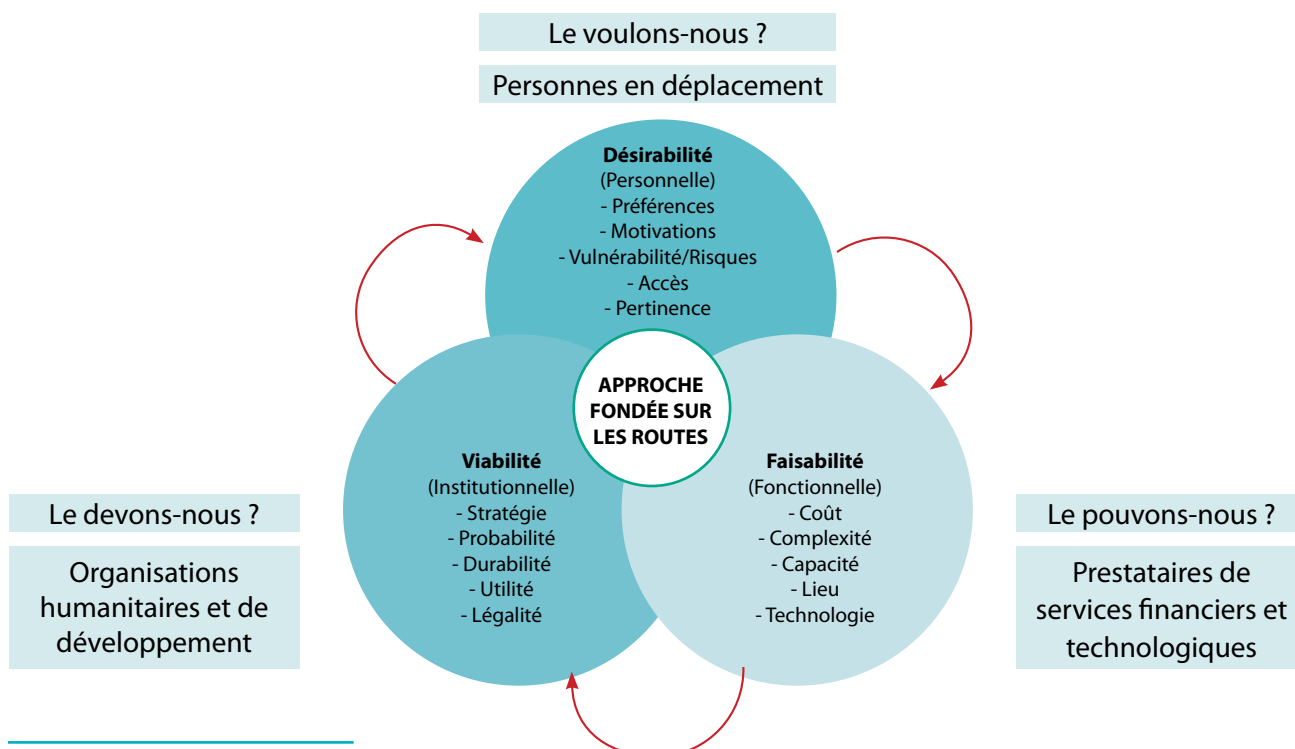 Le voulons-nous ?
Personnes en déplacement
Désirabilité
(Personnelle)
- Préférences
- Motivations
- Vulnérabilité/Risques
- Accès
- Pertinence
APPROCHE
FONDÉE SUR
LES ROUTES
Viabilité
(Institutionnelle)
- Stratégie
- Probabilité
- Durabilité
- Utilité
- Légalité
Faisabilité
(Fonctionnelle)
- Coût
- Complexité
- Capacité
- Lieu
- Technologie
Le devons-nous ?
Organisations
humanitaires et de
développement
Le pouvons-nous ?
Prestataires de
services financiers et
technologiques